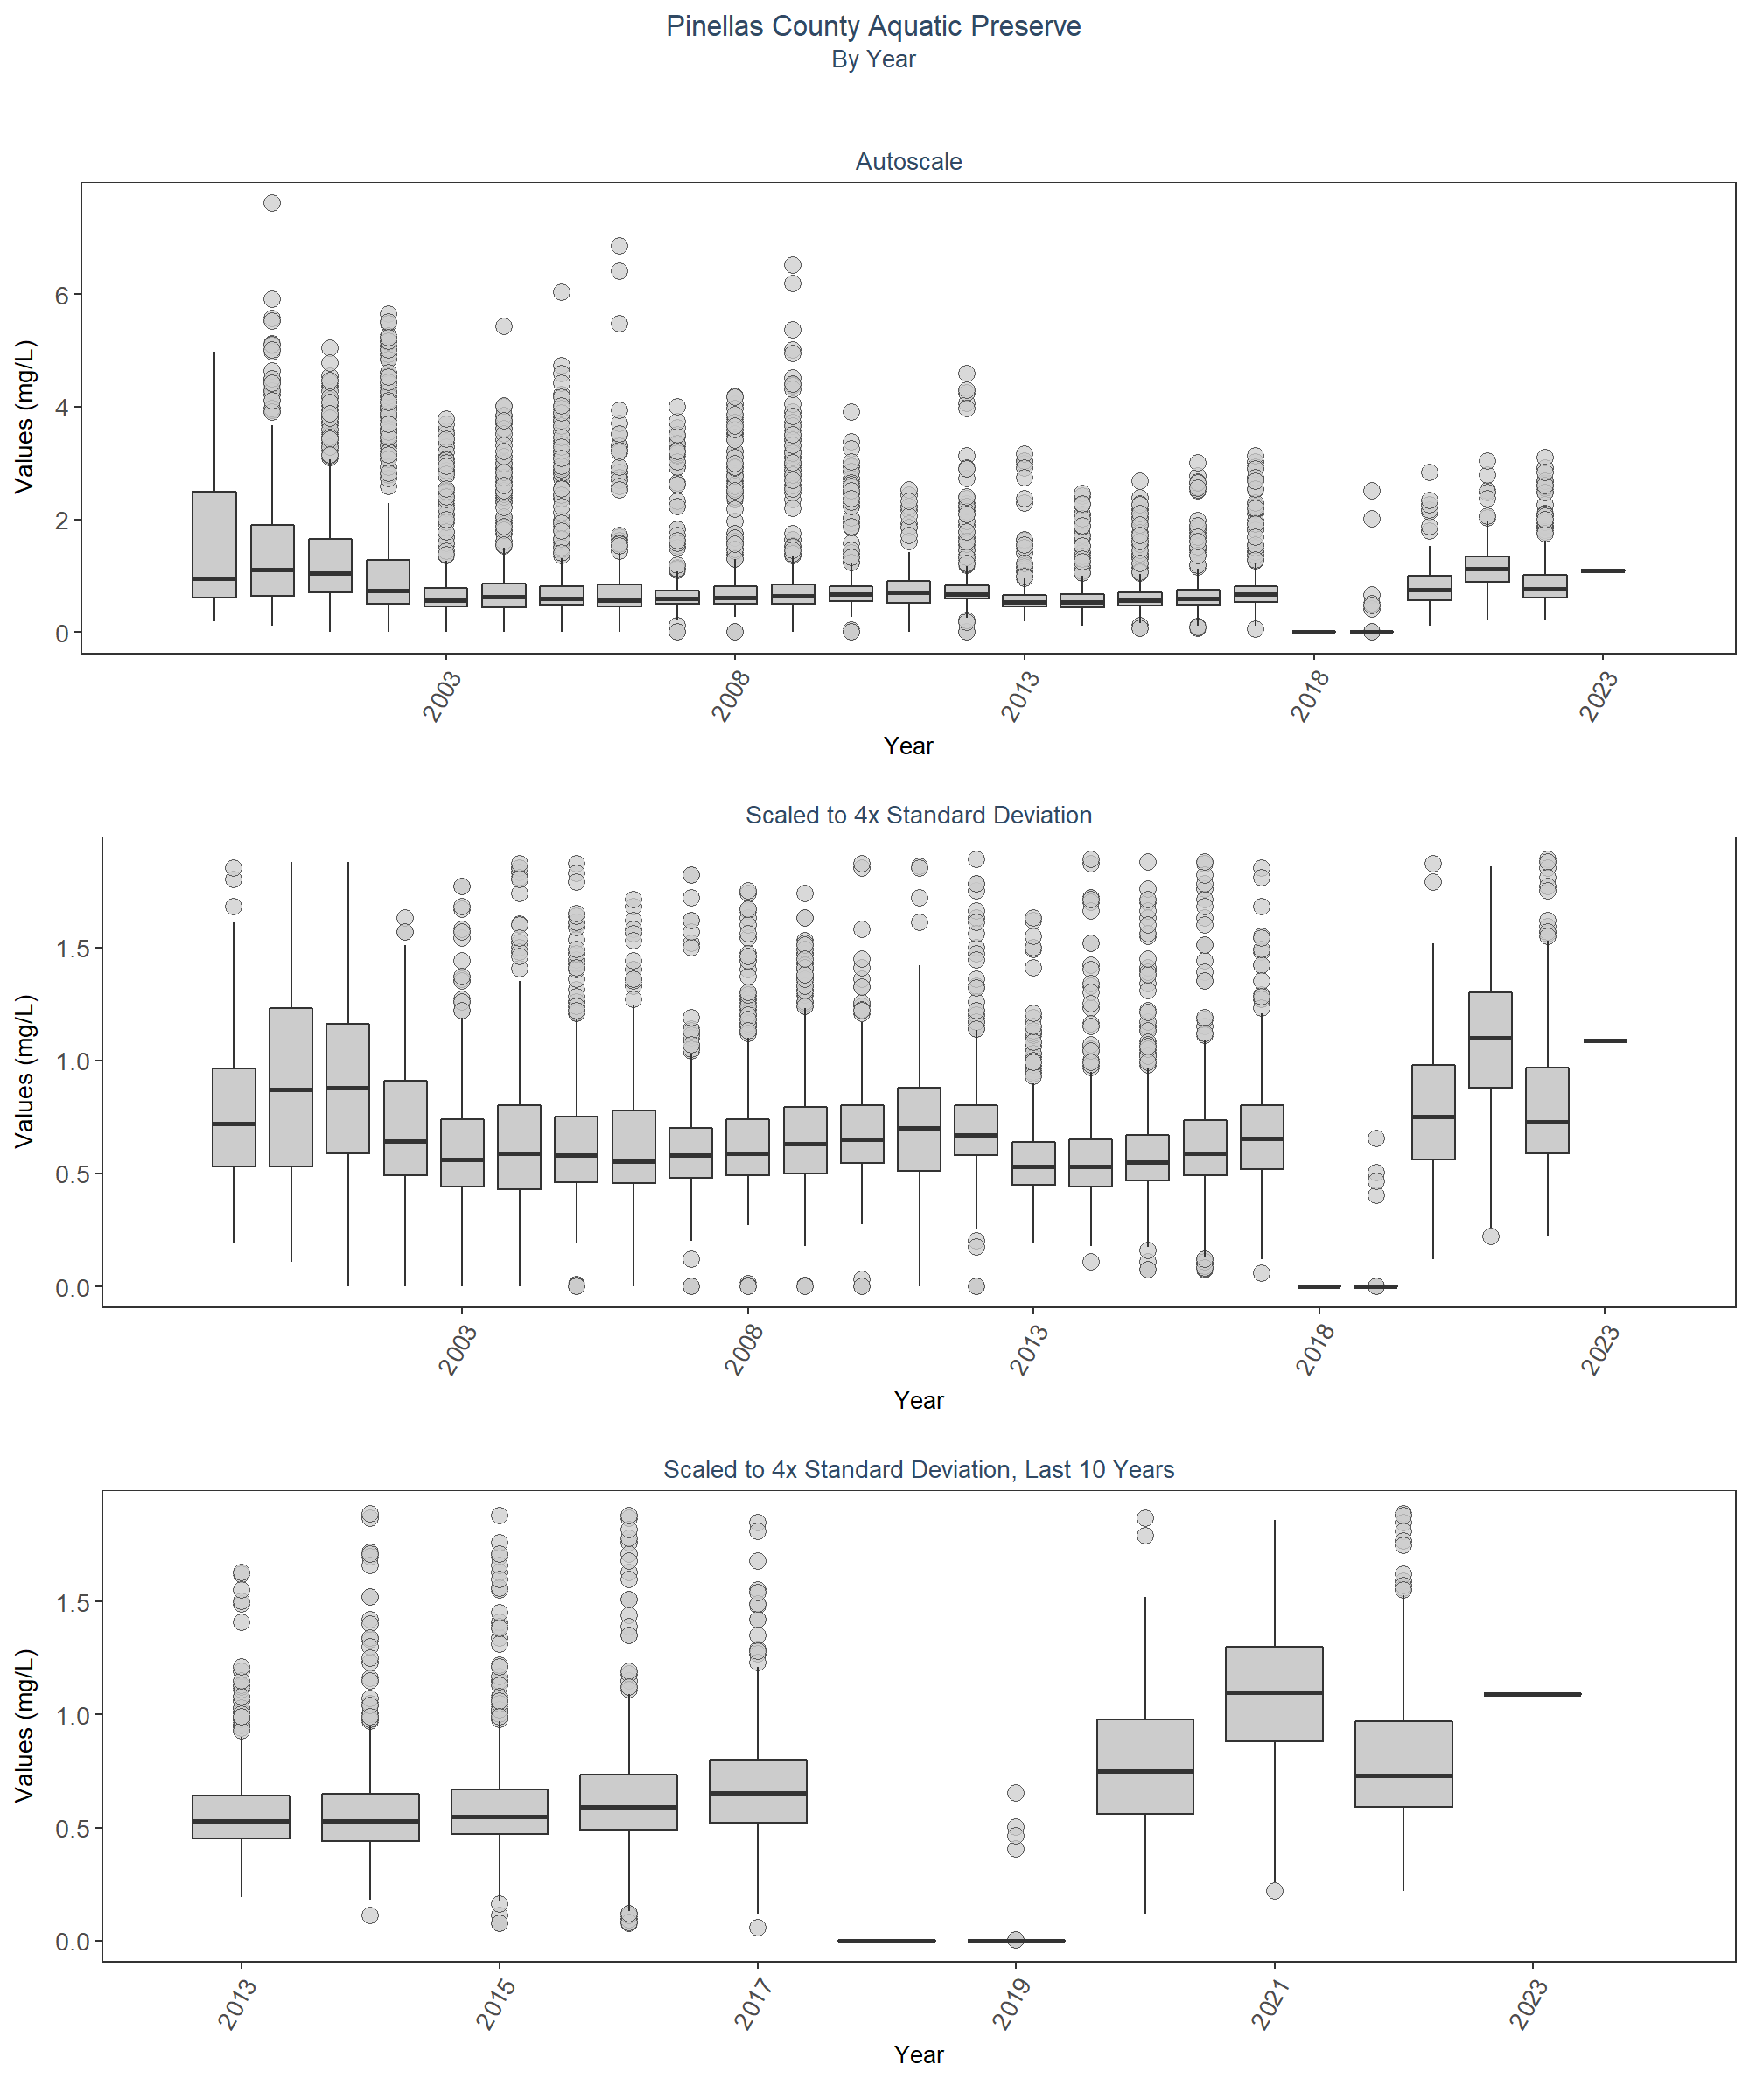 Pinellas County Aquatic Preserve
By Year
Autoscale
Values (mg/L)
6
4
2
0
2003
2008
2013
2018
2023
Year
Scaled to 4x Standard Deviation
Values (mg/L)
1.5
1.0
0.5
0.0
2003
2008
2013
2018
2023
Year
Scaled to 4x Standard Deviation, Last 10 Years
Values (mg/L)
1.5
1.0
0.5
0.0
2013
2015
2017
2019
2021
2023
Year